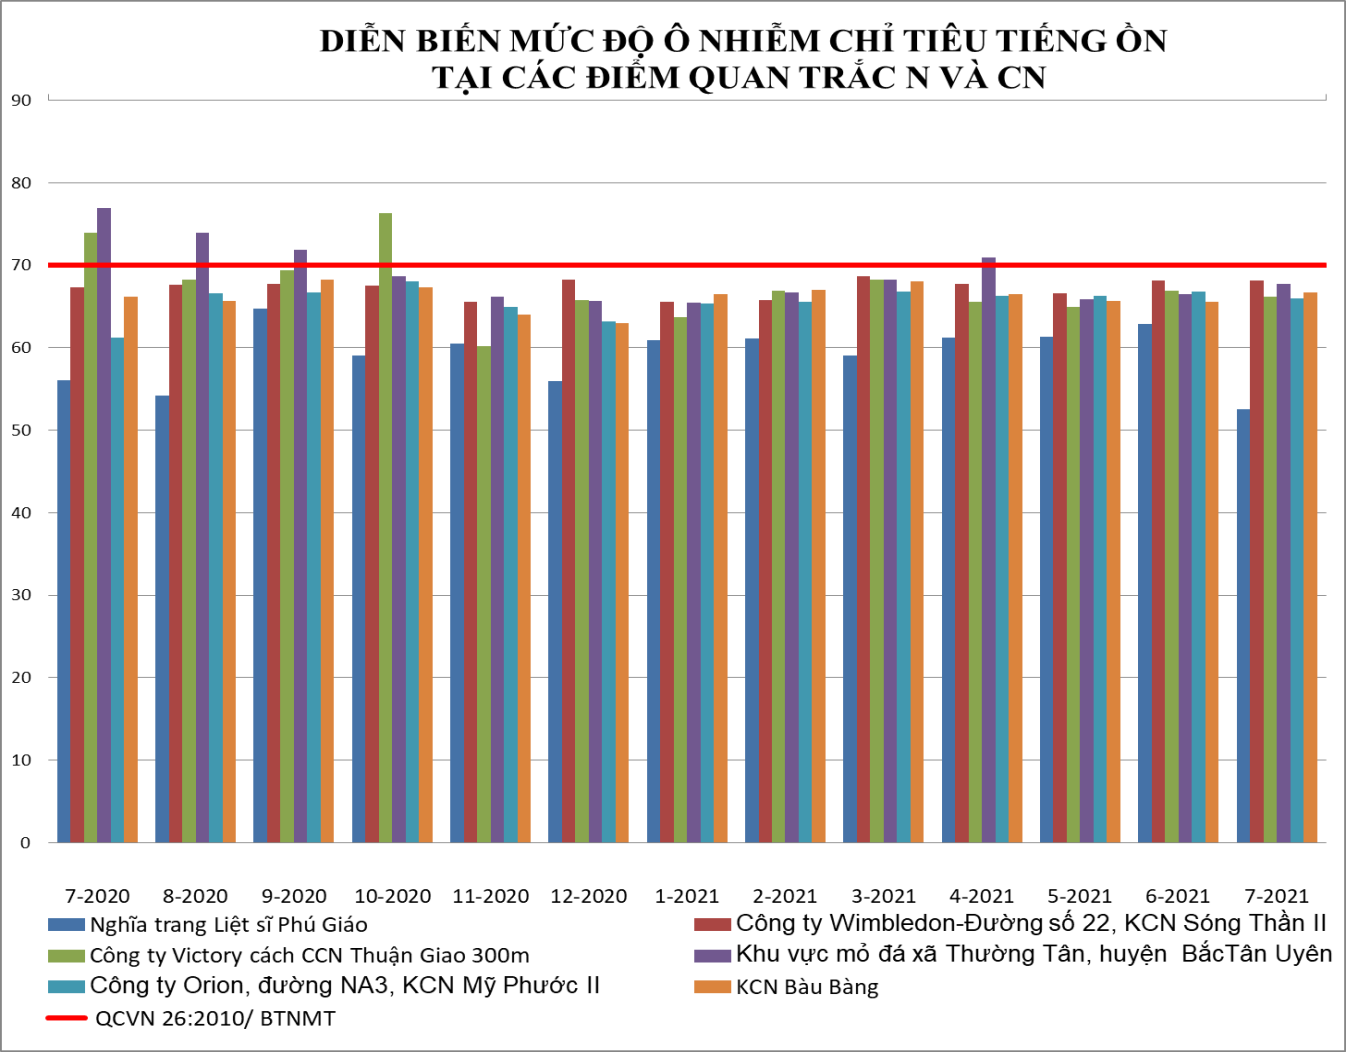 DIỄN BIẾN MỨC ĐỘ Ô NHIỄM CHỈ TIÊU TIẾNG ỒN
TẠI CÁC ĐIỂM QUAN TRẮC N VÀ CN
90
80
70
60
50
40
30
20
10
0
7-2020 8-2020 9-2020 10-2020 11-2020 12-2020 1-2021 2-2021 3-2021 4-2021 5-2021 6-2021 7-2021
Nghĩa trang Liệt sĩ Phú Giáo
Công ty Wimbledon-Đường số 22, KCN Sóng Thần II
Công ty Victory cách CCN Thuận Giao 300m
Khu vực mỏ đá xã Thường Tân, huyện BắcTân Uyên
Công ty Orion, đường NA3, KCN Mỹ Phước II
KCN Bàu Bàng
QCVN 26:2010/ BTNMT